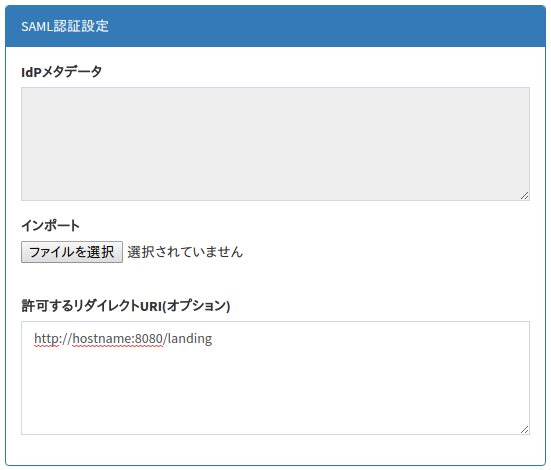 SAML認証設定
IdPメタデータ
インポート
ファイルを選択 選択されていません
許可するリダイレクトURI(オプション)
http://hostname:8080/landing